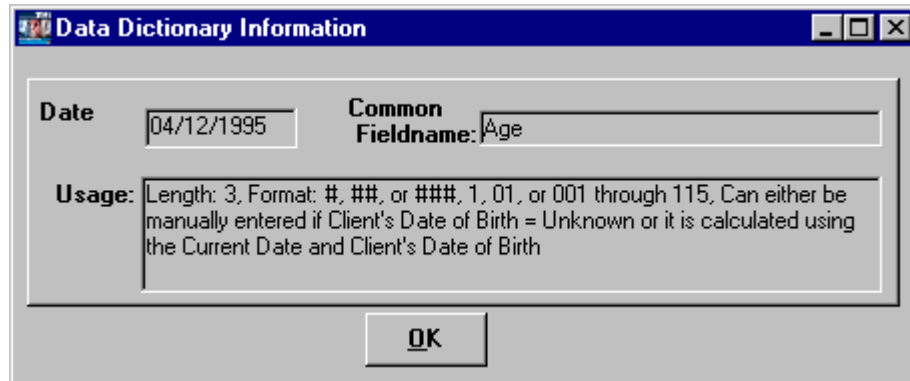 Data Dictionary Information
Date
04/12/1995
Common
Fieldname:
Age
Usage:
Length: 3, Format: #, ##, or ###, 1, 01, or 001 through 115, Can either be
manually entered if Client's Date of Birth = Unknown or it is calculated using
the Current Date and Client's Date of Birth
OK